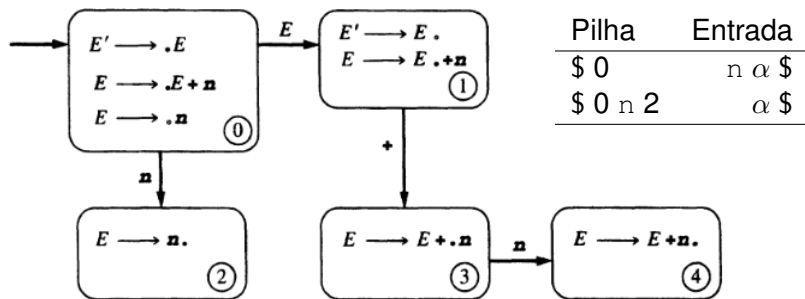 E' ⟶ .E
E ⟶ .E + n
E ⟶ .n
0
E
E' ⟶ E .
E ⟶ E .+n
1
n
+
E ⟶ n.
2
E ⟶ E + .n
3
n
E ⟶ E +n.
4
Pilha Entrada
$ 0 n α $
$ 0 n 2 α $